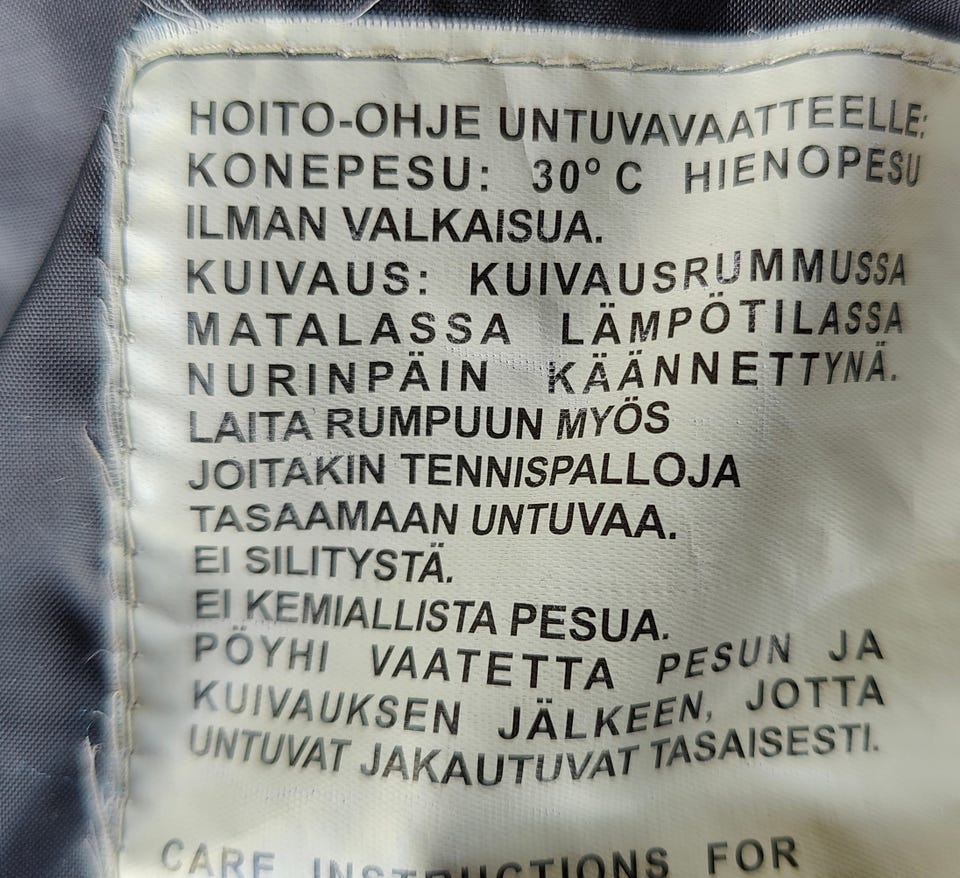 HOITO-OHJE UNTUVAVAATTEELLE:
KONEPESU: 30° C HIENOPESU
ILMAN VALKAISUA.
KUIVAUS: KUIVAUSRUMMUSSA
MATALASSA LÄMPÖTILASSA
NURINPÄIN KÄÄNNETTYNÄ.
LAITA RUMPUUN MYÖS
JOITAKIN TENNISPALLOJA
TASAAMAAN UNTUVAA.
EI SILITYSTÄ.
EI KEMIALLISTA PESUA.
PÖYHI VAATETTA PESUN JA
KUIVAUKSEN JÄLKEEN, JOTTA
UNTUVAT JAKAUTUVAT TASAISESTI.
CARE INSTRUCTIONS FOR